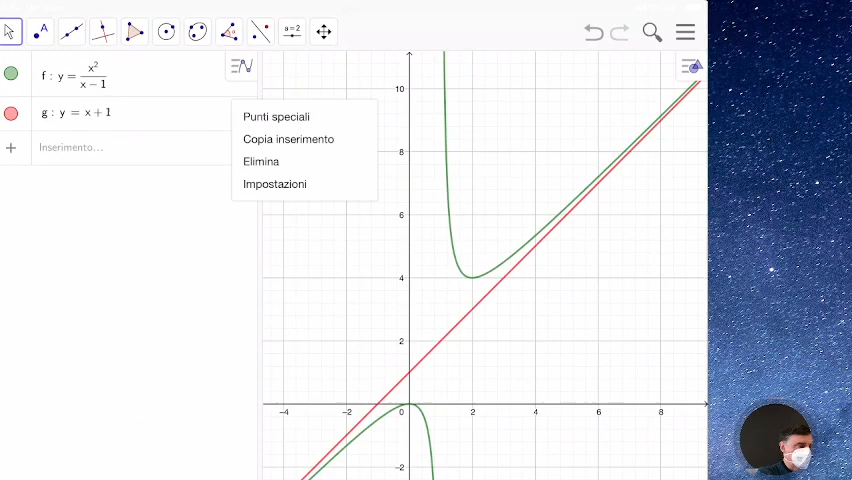 A
a = 2
f : y = x² / (x − 1)
g : y = x + 1
+ Inserimento…
Punti speciali
Copia inserimento
Elimina
Impostazioni
10
8
6
4
2
−4 −2 0 2 4 6 8
−2